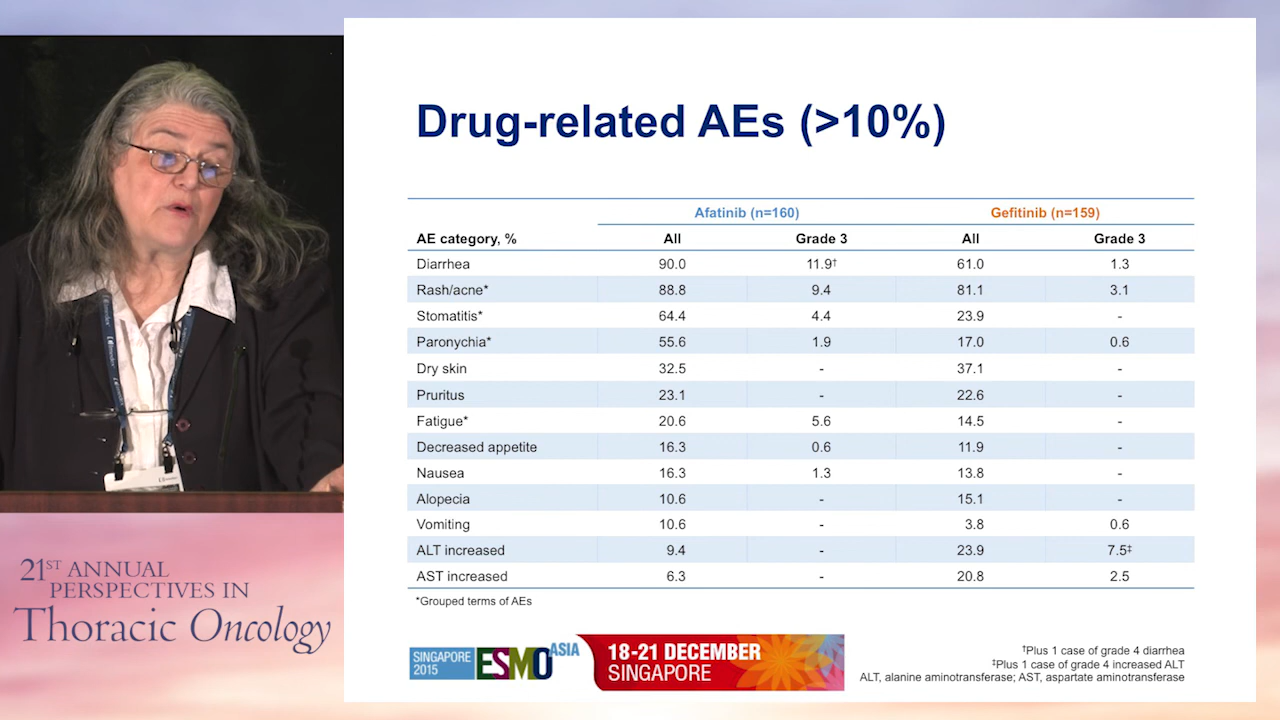 Drug-related AEs (>10%)
Afatinib (n=160) Gefitinib (n=159)
AE category, % All Grade 3 All Grade 3
Diarrhea 90.0 11.9† 61.0 1.3
Rash/acne* 88.8 9.4 81.1 3.1
Stomatitis* 64.4 4.4 23.9 -
Paronychia* 55.6 1.9 17.0 0.6
Dry skin 32.5 - 37.1 -
Pruritus 23.1 - 22.6 -
Fatigue* 20.6 5.6 14.5 -
Decreased appetite 16.3 0.6 11.9 -
Nausea 16.3 1.3 13.8 -
Alopecia 10.6 - 15.1 -
Vomiting 10.6 - 3.8 0.6
ALT increased 9.4 - 23.9 7.5‡
AST increased 6.3 - 20.8 2.5
*Grouped terms of AEs
SINGAPORE
2015
ESMO ASIA
18-21 DECEMBER
SINGAPORE
†Plus 1 case of grade 4 diarrhea
‡Plus 1 case of grade 4 increased ALT
ALT, alanine aminotransferase; AST, aspartate aminotransferase
21ST ANNUAL
PERSPECTIVES IN
Thoracic Oncology